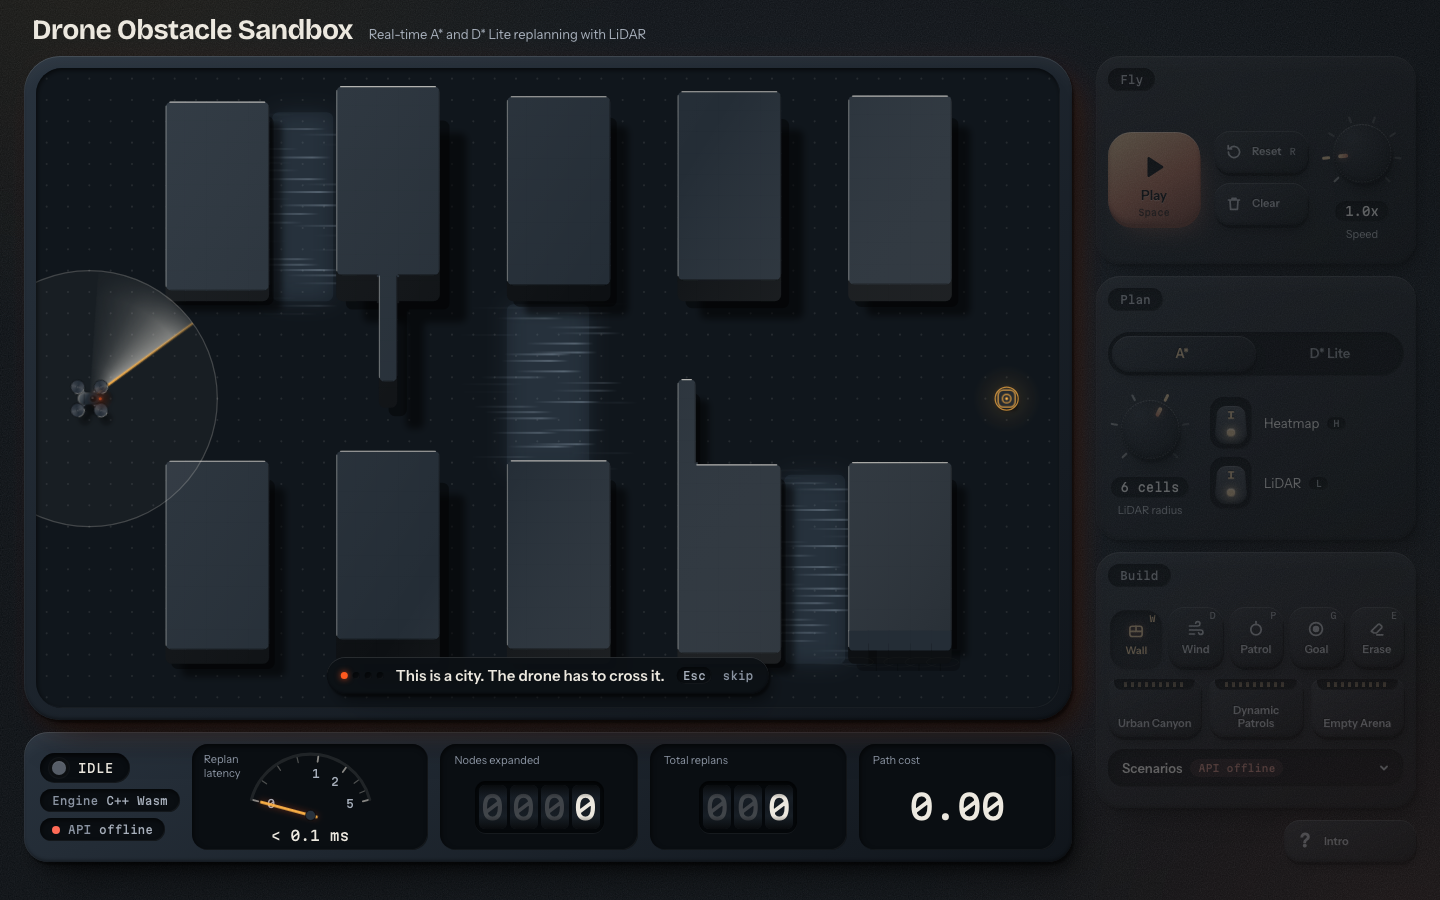 Drone Obstacle Sandbox
Real-time A* and D* Lite replanning with LiDAR
Fly
Play
Space
Reset R
Clear
1.0x
Speed
Plan
A*
D* Lite
6 cells
LiDAR radius
Heatmap H
LiDAR L
Build
Wall W
Wind D
Patrol P
Goal G
Erase E
Urban Canyon
Dynamic
Patrols
Empty Arena
Scenarios API offline
? Intro
This is a city. The drone has to cross it. Esc skip
IDLE
Engine C++ Wasm
API offline
Replan
latency
0 1 2 5
< 0.1 ms
Nodes expanded
0000
Total replans
000
Path cost
0.00